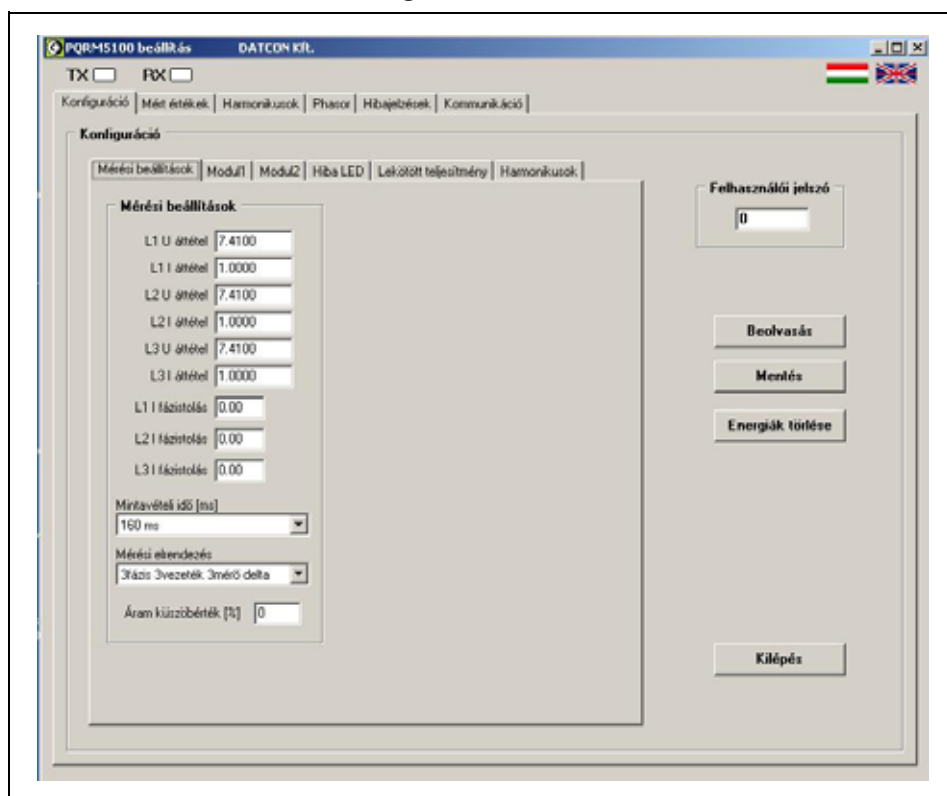 PQRM5100 beállítás DATCON Kft.
TX RX
Konfiguráció Mért értékek Harmonikusok Phasor Hibajelzések Kommunikáció
Konfiguráció
Mérési beállítások Modul1 Modul2 Hiba LED Lekötött teljesítmény Harmonikusok
Felhasználói jelszó
0
Mérési beállítások
L1 U áttétel 7.4100
L1 I áttétel 1.0000
L2 U áttétel 7.4100
L2 I áttétel 1.0000
L3 U áttétel 7.4100
L3 I áttétel 1.0000
L1 I fázistolás 0.00
L2 I fázistolás 0.00
L3 I fázistolás 0.00
Mintavételi idő [ms]
160 ms
Mérési elrendezés
3fázis 3vezeték 3mérő delta
Áram küszöbérték [%] 0
Beolvasás
Mentés
Energiák törlése
Kilépés